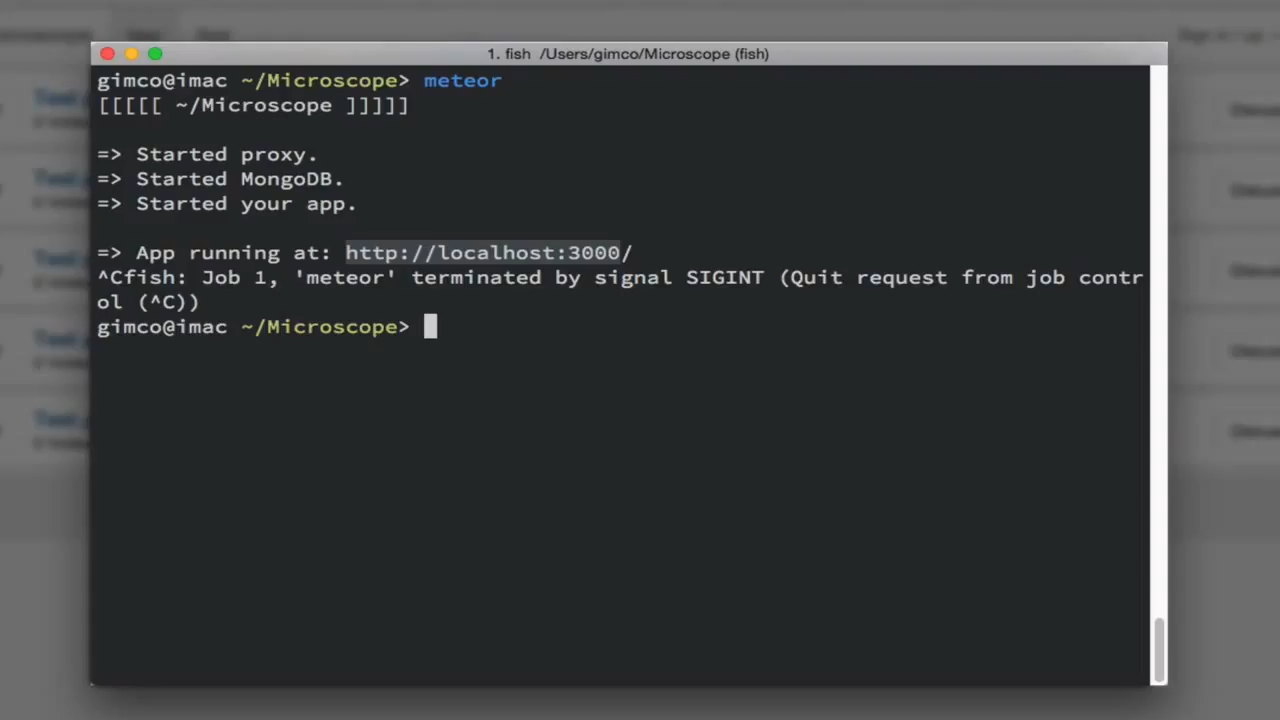 1. fish /Users/gimco/Microscope (fish)
gimco@imac ~/Microscope> meteor
[[[[[ ~/Microscope ]]]]]
=> Started proxy.
=> Started MongoDB.
=> Started your app.
=> App running at: http://localhost:3000/
^Cfish: Job 1, 'meteor' terminated by signal SIGINT (Quit request from job contr
ol (^C))
gimco@imac ~/Microscope>